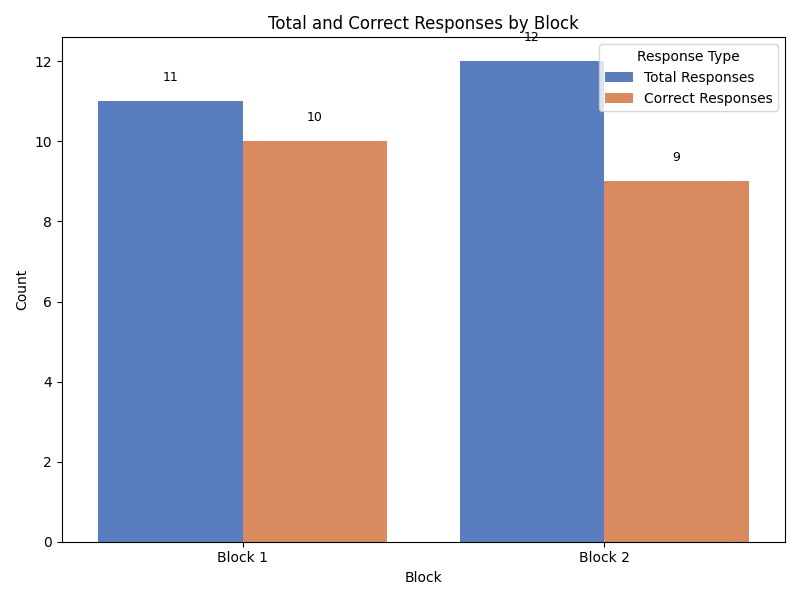 Total and Correct Responses by Block
12
Response Type
Total Responses
Correct Responses
11
10
9
12
10
8
6
4
2
0
Count
Block 1
Block 2
Block